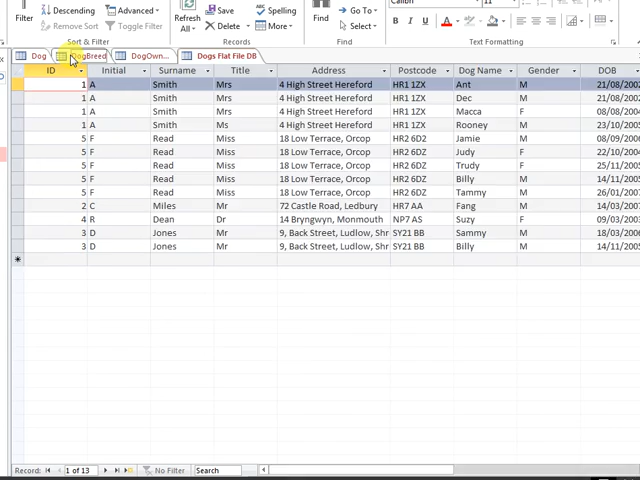 Calibri 11
Filter Descending Advanced Refresh Save Spelling Find Go To
Remove Sort Toggle Filter All Delete More Select B I U A
Sort & Filter Records Find Text Formatting
Dog DogBreed DogOwn... Dogs Flat File DB
ID Initial Surname Title Address Postcode Dog Name Gender DOB
1 A Smith Mrs 4 High Street Hereford HR1 1ZX Ant M 21/08/2002
1 A Smith Mrs 4 High Street Hereford HR1 1ZX Dec M 21/08/2002
1 A Smith Mrs 4 High Street Hereford HR1 1ZX Macca F 08/08/2004
1 A Smith Ms 4 High Street Hereford HR1 1ZX Rooney M 23/10/2005
5 F Read Miss 18 Low Terrace, Orcop HR2 6D2 Jamie M 08/09/2006
5 F Read Miss 18 Low Terrace, Orcop HR2 6DZ Judy F 22/10/2004
5 F Read Miss 18 Low Terrace, Orcop HR2 6DZ Trudy F 25/11/2005
5 F Read Miss 18 Low Terrace, Orcop HR2 6DZ Billy M 14/11/2005
5 F Read Miss 18 Low Terrace, Orcop HR2 6DZ Tammy M 26/01/2007
2 C Miles Mr 72 Castle Road, Ledbury HR7 AA Fang M 14/03/2007
4 R Dean Dr 14 Bryngwyn, Monmouth NP7 AS Suzy F 09/03/2003
3 D Jones Mr 9, Back Street, Ludlow, Shr SY21 BB Sammy M 18/03/2006
3 D Jones Mr 9, Back Street, Ludlow, Shr SY21 BB Billy M 14/11/2005
Record: 1 of 13 No Filter Search